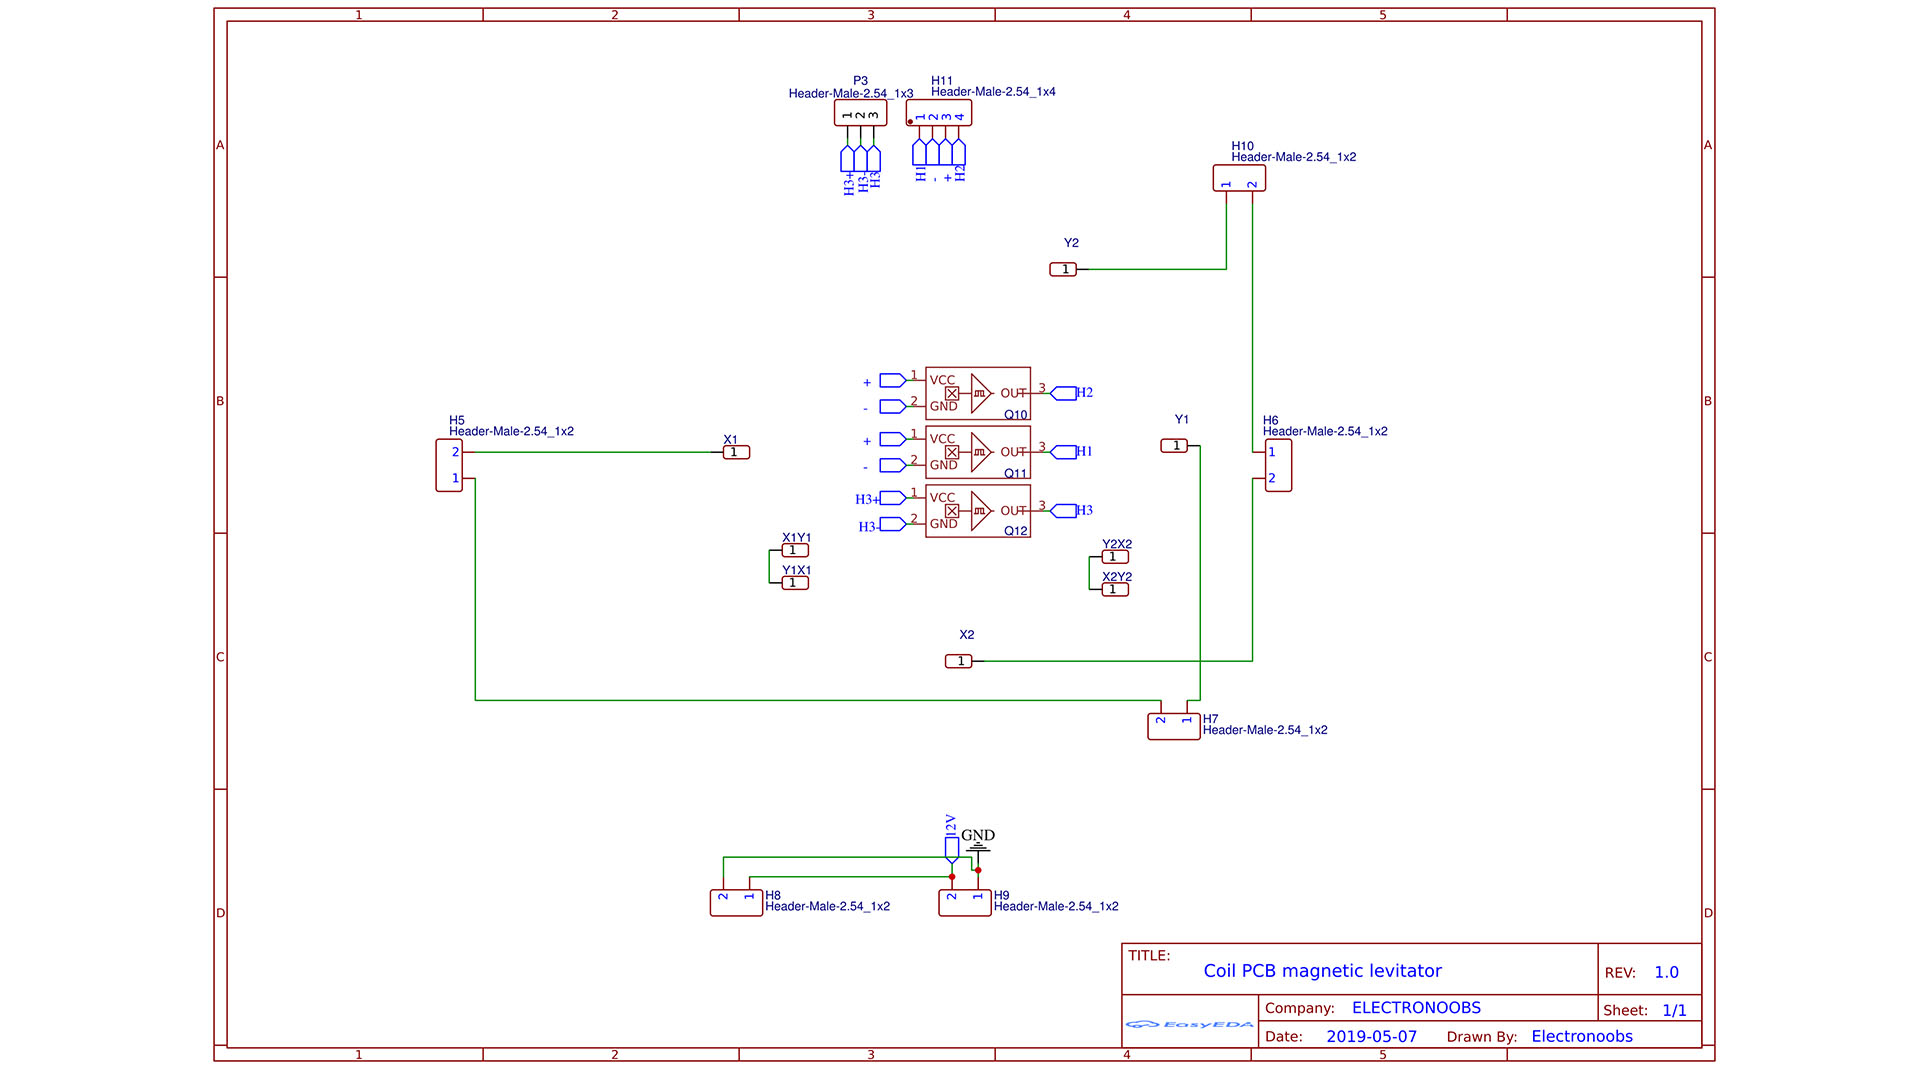 1 2 3 4 5
A A
P3
Header-Male-2.54_1x3
1 2 3
H3+ H3- H3
H11
Header-Male-2.54_1x4
1 2 3 4
H1 - + H2
H10
Header-Male-2.54_1x2
1 2
Y2
1
B B
+ 1 VCC
- 2 GND
OUT 3 H2
Q10
+ 1 VCC
- 2 GND
OUT 3 H1
Q11
H3+ 1 VCC
H3- 2 GND
OUT 3 H3
Q12
H5
Header-Male-2.54_1x2
2
1
X1
1
Y1
1
H6
Header-Male-2.54_1x2
1
2
X1Y1
1
Y1X1
1
Y2X2
1
X2Y2
1
C C
X2
1
2 1
H7
Header-Male-2.54_1x2
12V
GND
2 1
H8
Header-Male-2.54_1x2
2 1
H9
Header-Male-2.54_1x2
D D
TITLE:
Coil PCB magnetic levitator
REV: 1.0
EasyEDA
Company: ELECTRONOOBS
Sheet: 1/1
Date: 2019-05-07
Drawn By: Electronoobs
1 2 3 4 5